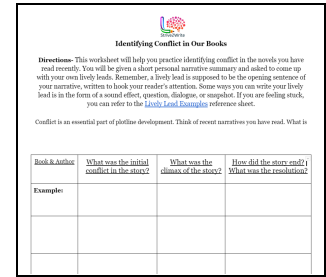 Strive2Write
Identifying Conflict in Our Books
Directions- This worksheet will help you practice identifying conflict in the novels you have
read recently. You will be given a short personal narrative summary and asked to come up
with your own lively leads. Remember, a lively lead is supposed to be the opening sentence of
your narrative, written to hook your reader's attention. Some ways you can write your lively
lead is in the form of a sound effect, question, dialogue, or snapshot. If you are feeling stuck,
you can refer to the Lively Lead Examples reference sheet.
Conflict is an essential part of plotline development. Think of recent narratives you have read. What is
Book & Author
What was the initial
conflict in the story?
What was the
climax of the story?
How did the story end?
What was the resolution?
Example: